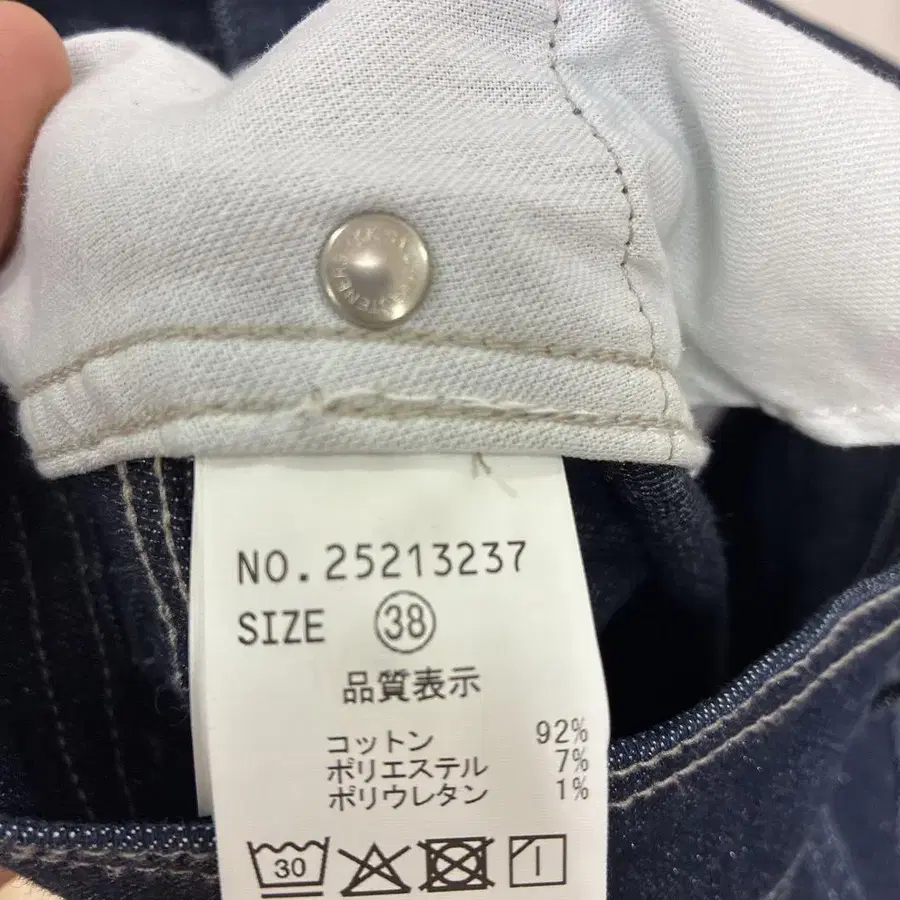 NO.25213237
SIZE 38
品質表示
コットン 92%
ポリエステル 7%
ポリウレタン 1%
30